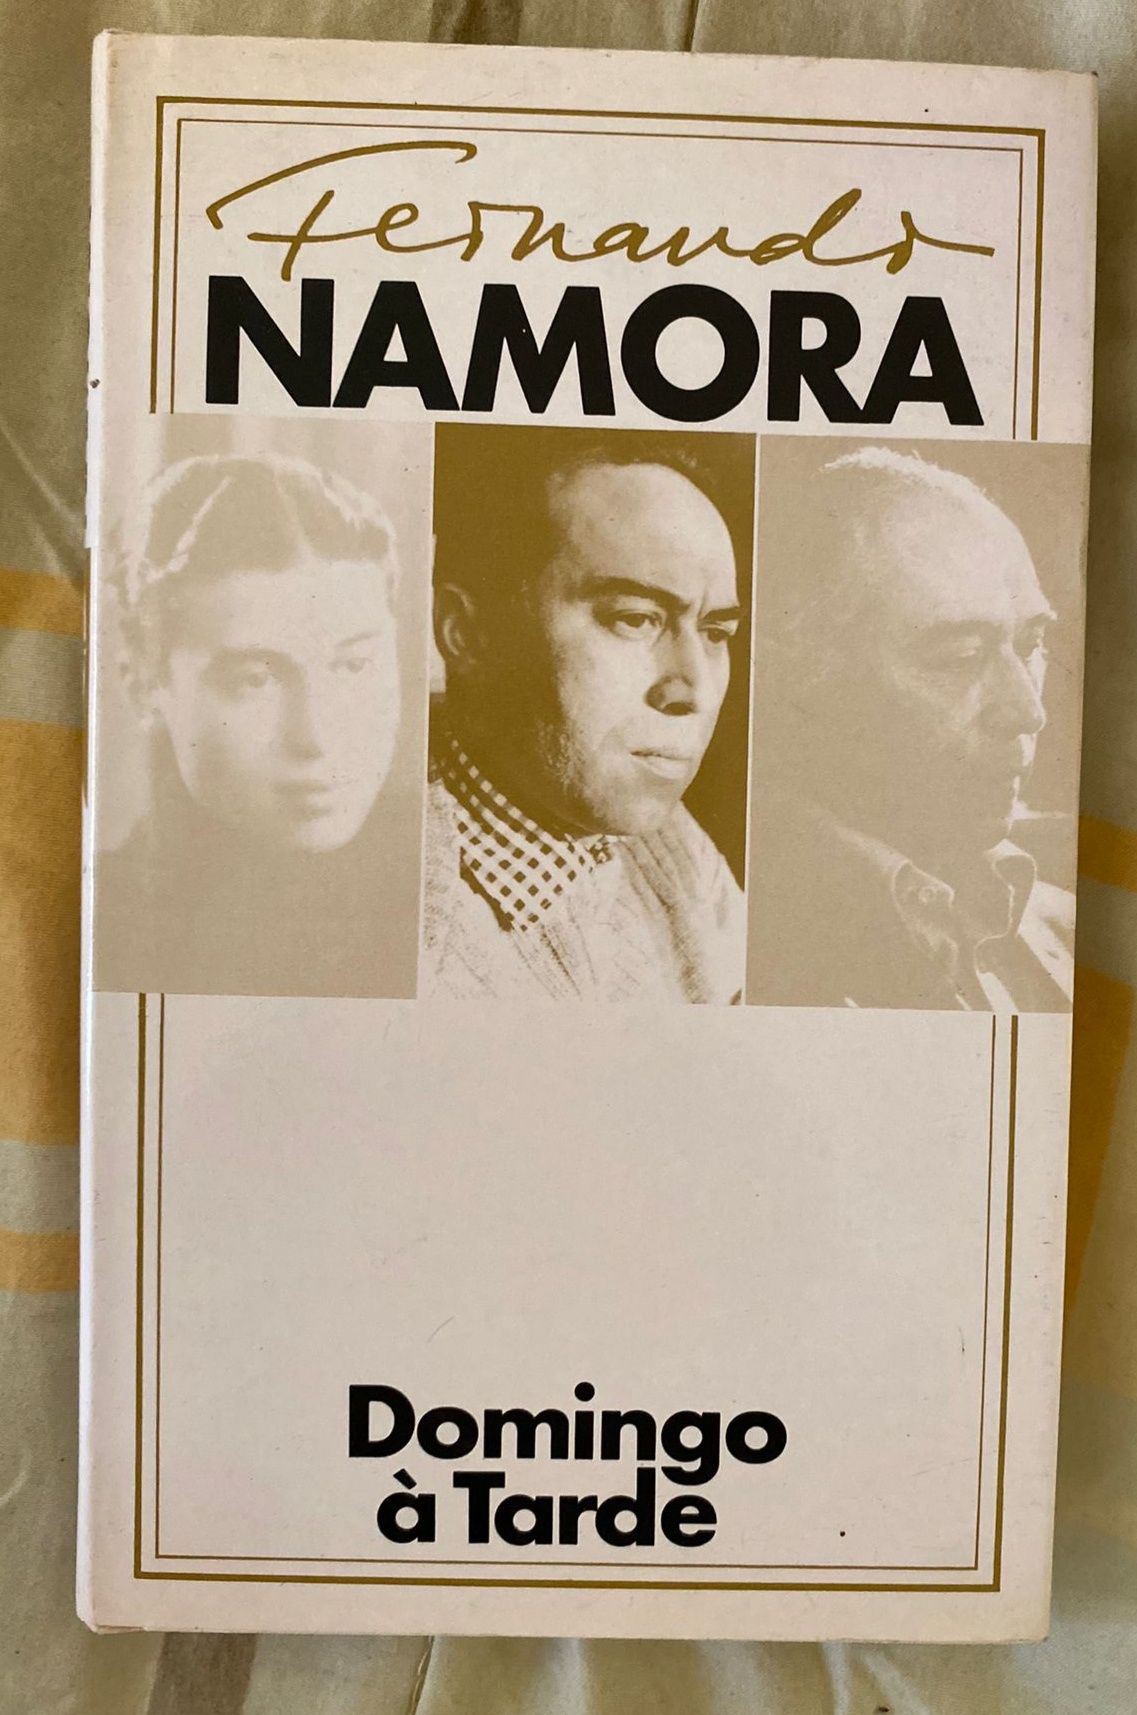 Fernando
NAMORA
Domingo
à Tarde